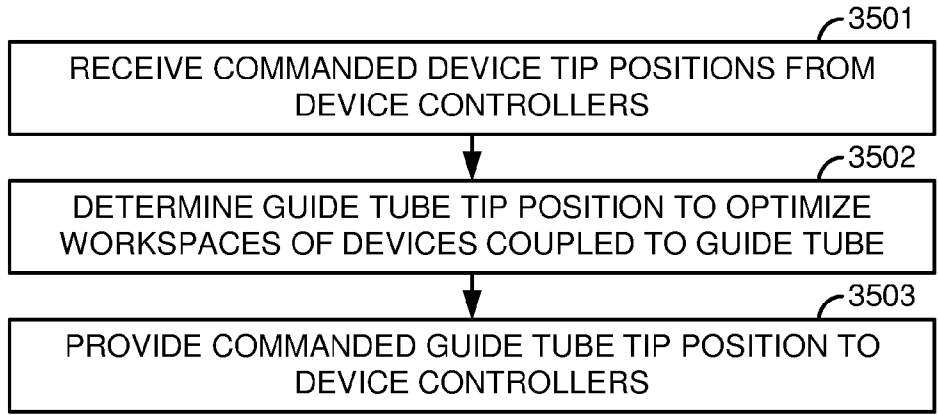 3501
RECEIVE COMMANDED DEVICE TIP POSITIONS FROM
DEVICE CONTROLLERS
3502
DETERMINE GUIDE TUBE TIP POSITION TO OPTIMIZE
WORKSPACES OF DEVICES COUPLED TO GUIDE TUBE
3503
PROVIDE COMMANDED GUIDE TUBE TIP POSITION TO
DEVICE CONTROLLERS